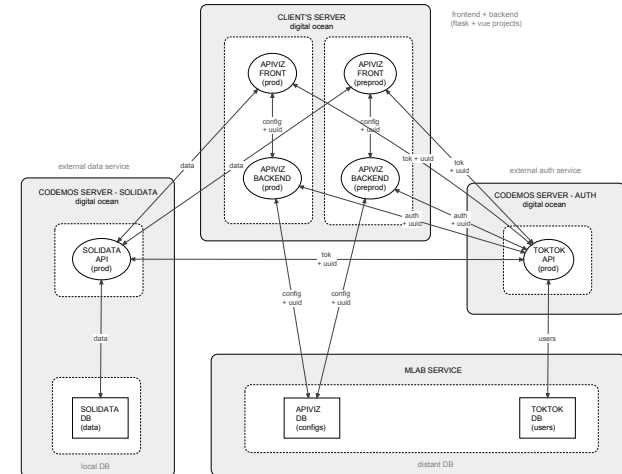 CLIENT'S SERVER
digital ocean
frontend + backend
(flask + vue projects)
APIVIZ
FRONT
(prod)
APIVIZ
FRONT
(preprod)
config
+ uuid
config
+ uuid
data
data
tok + uuid
tok
+ uuid
external data service
external auth service
APIVIZ
BACKEND
(prod)
APIVIZ
BACKEND
(preprod)
CODEMOS SERVER - SOLIDATA
digital ocean
CODEMOS SERVER - AUTH
digital ocean
auth
+ uuid
auth
+ uuid
SOLIDATA
API
(prod)
tok
+ uuid
TOKTOK
API
(prod)
config
+ uuid
config
+ uuid
data
users
MLAB SERVICE
SOLIDATA
DB
(data)
APIVIZ
DB
(configs)
TOKTOK
DB
(users)
local DB
distant DB